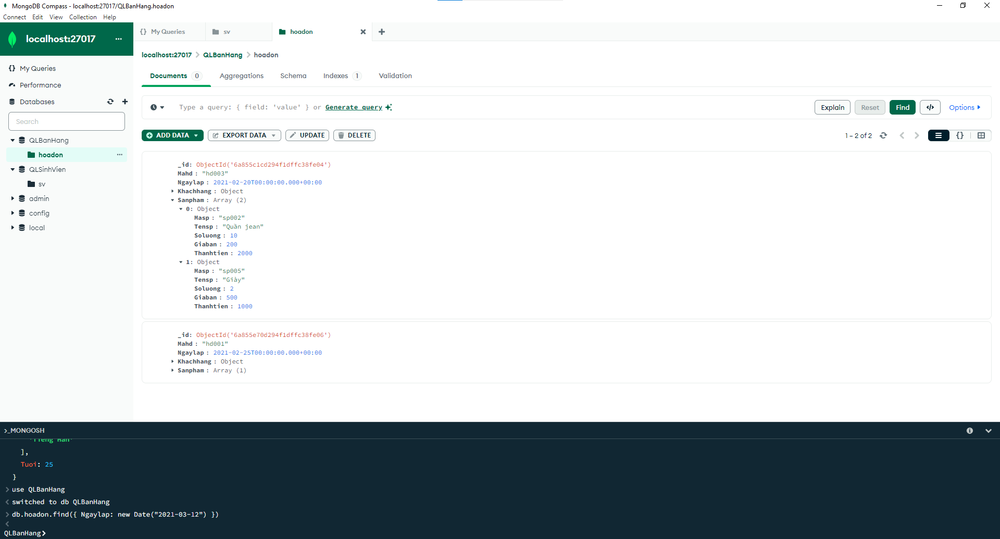 MongoDB Compass - localhost:27017/QLBanHang.hoadon
Connect Edit View Collection Help
localhost:27017 ...
My Queries
sv
hoadon
localhost:27017 > QLBanHang > hoadon
My Queries
Performance
Databases
Search
QLBanHang
hoadon
QLSinhVien
sv
admin
config
local
Documents 0 Aggregations Schema Indexes 1 Validation
Type a query: { field: 'value' } or Generate query
Explain Reset Find </> Options
ADD DATA EXPORT DATA UPDATE DELETE
1 – 2 of 2 {}
_id: ObjectId('6a855c1cd294f1dffc38fe04')
Mahd : "hd003"
Ngaylap : 2021-02-20T00:00:00.000+00:00
Khachhang : Object
Sanpham : Array (2)
0: Object
Masp : "sp002"
Tensp : "Quần jean"
Soluong : 10
Giaban : 200
Thanhtien : 2000
1: Object
Masp : "sp005"
Tensp : "Giày"
Soluong : 2
Giaban : 500
Thanhtien : 1000
_id: ObjectId('6a855e70d294f1dffc38fe06')
Mahd : "hd001"
Ngaylap : 2021-02-25T00:00:00.000+00:00
Khachhang : Object
Sanpham : Array (1)
>_MONGOSH
],
Tuoi: 25
}
> use QLBanHang
< switched to db QLBanHang
> db.hoadon.find({ Ngaylap: new Date("2021-03-12") })
<
QLBanHang>